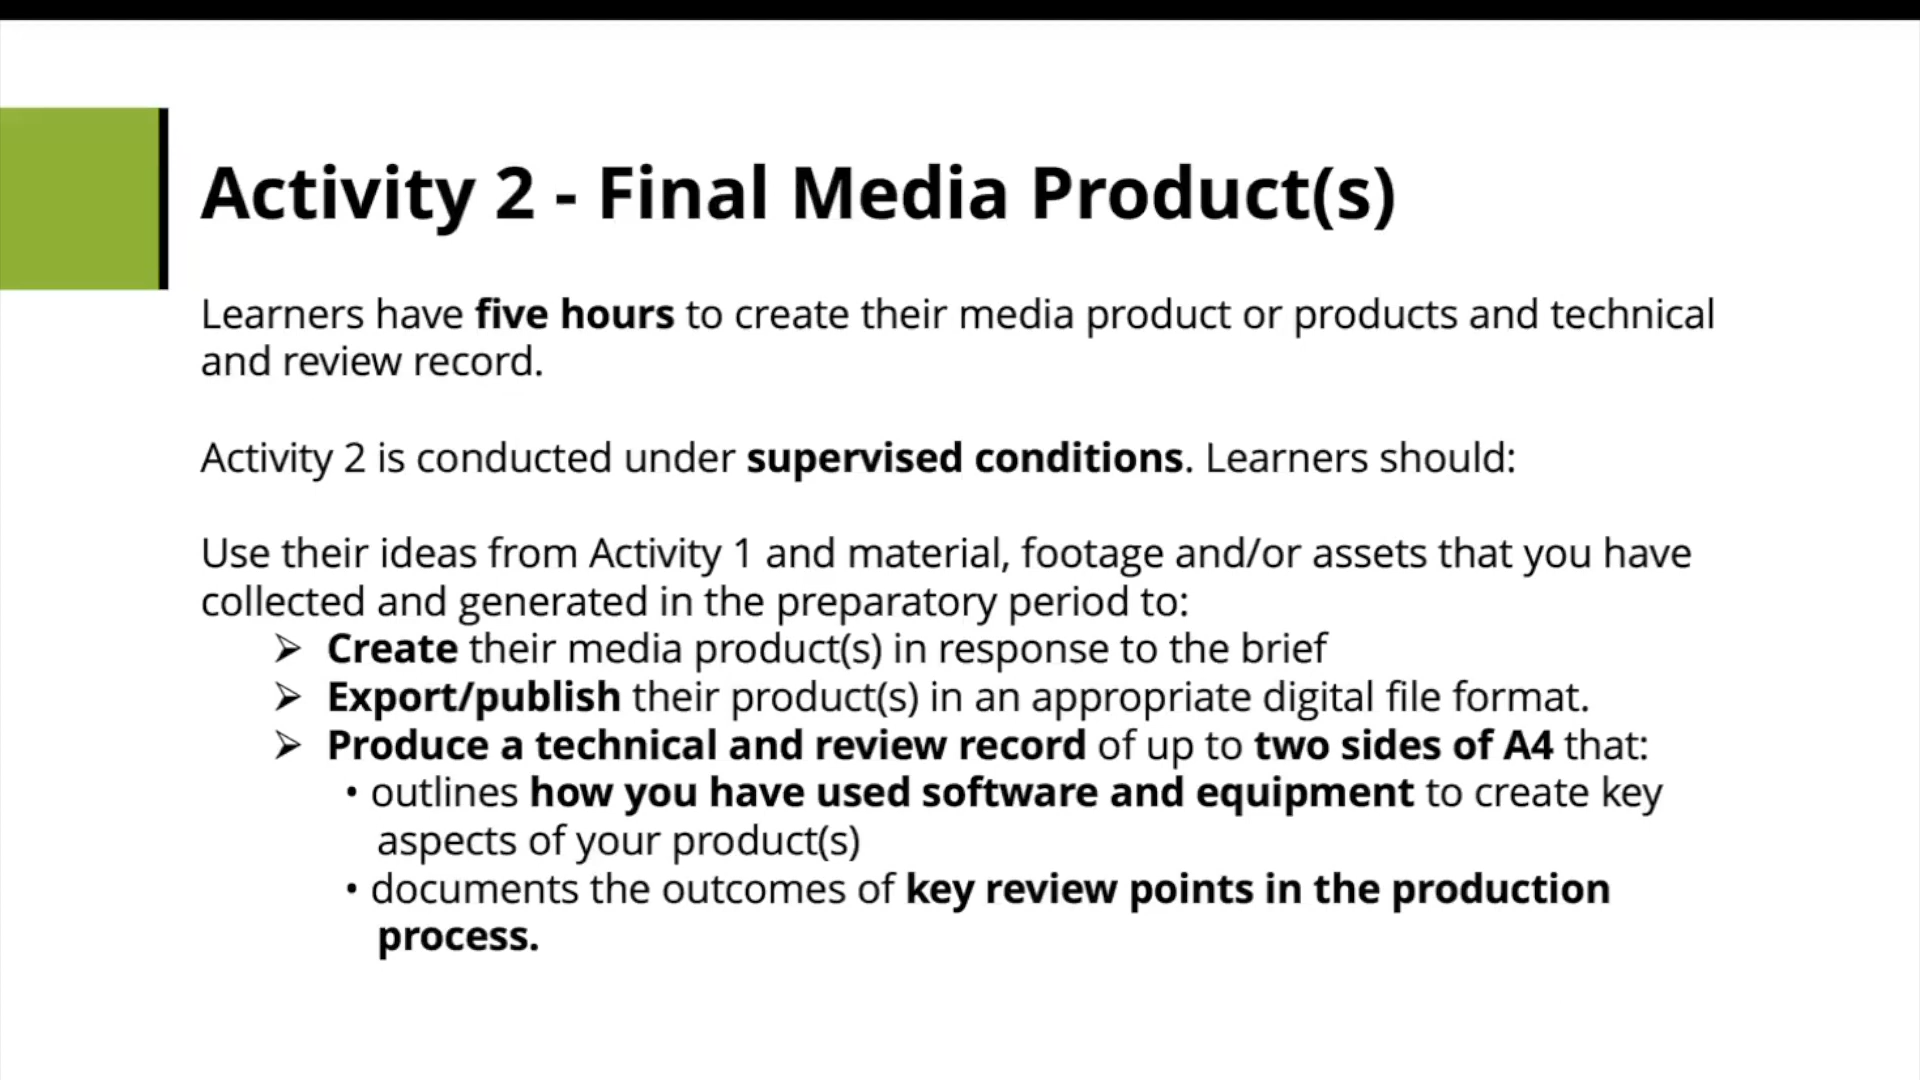 Activity 2 - Final Media Product(s)
Learners have five hours to create their media product or products and technical
and review record.
Activity 2 is conducted under supervised conditions. Learners should:
Use their ideas from Activity 1 and material, footage and/or assets that you have
collected and generated in the preparatory period to:
➢ Create their media product(s) in response to the brief
➢ Export/publish their product(s) in an appropriate digital file format.
➢ Produce a technical and review record of up to two sides of A4 that:
• outlines how you have used software and equipment to create key
aspects of your product(s)
• documents the outcomes of key review points in the production
process.